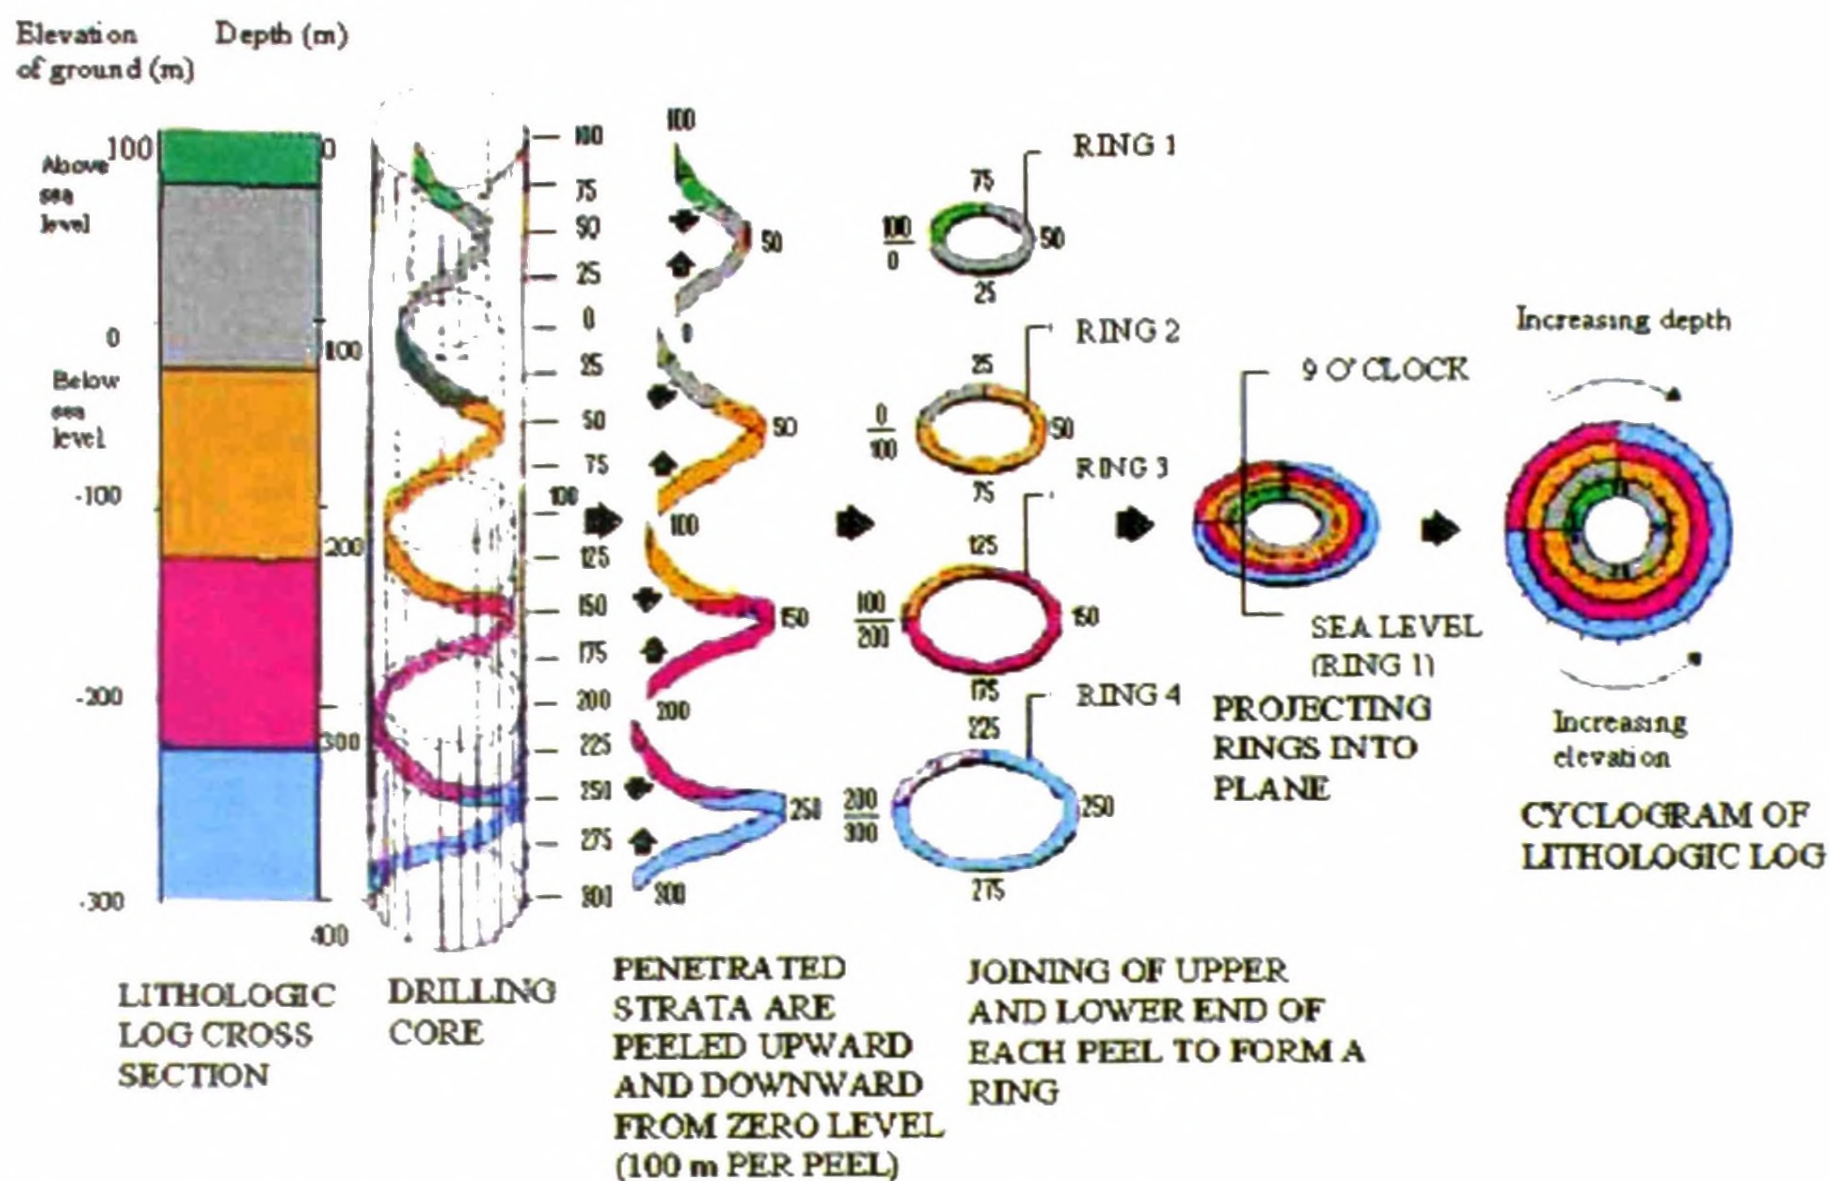 Elevation
of ground (m)
Depth (m)
100
Above
sea
level
0
Below
sea
level
-100
-200
-300
0
100
200
300
400
100
75
50
25
0
25
50
75
100
125
150
175
200
225
250
275
300
100
50
0
50
100
150
200
250
300
RING 1
75
100
0
50
25
RING 2
25
0
100
50
75
RING 3
125
100
200
150
175
RING 4
225
200
300
250
275
9 O' CLOCK
SEA LEVEL
(RING 1)
Increasing depth
Increasing
elevation
LITHOLOGIC
LOG CROSS
SECTION
DRILLING
CORE
PENETRATED
STRATA ARE
PEELED UPWARD
AND DOWNWARD
FROM ZERO LEVEL
(100 m PER PEEL)
JOINING OF UPPER
AND LOWER END OF
EACH PEEL TO FORM A
RING
PROJECTING
RINGS INTO
PLANE
CYCLOGRAM OF
LITHOLOGIC LOG